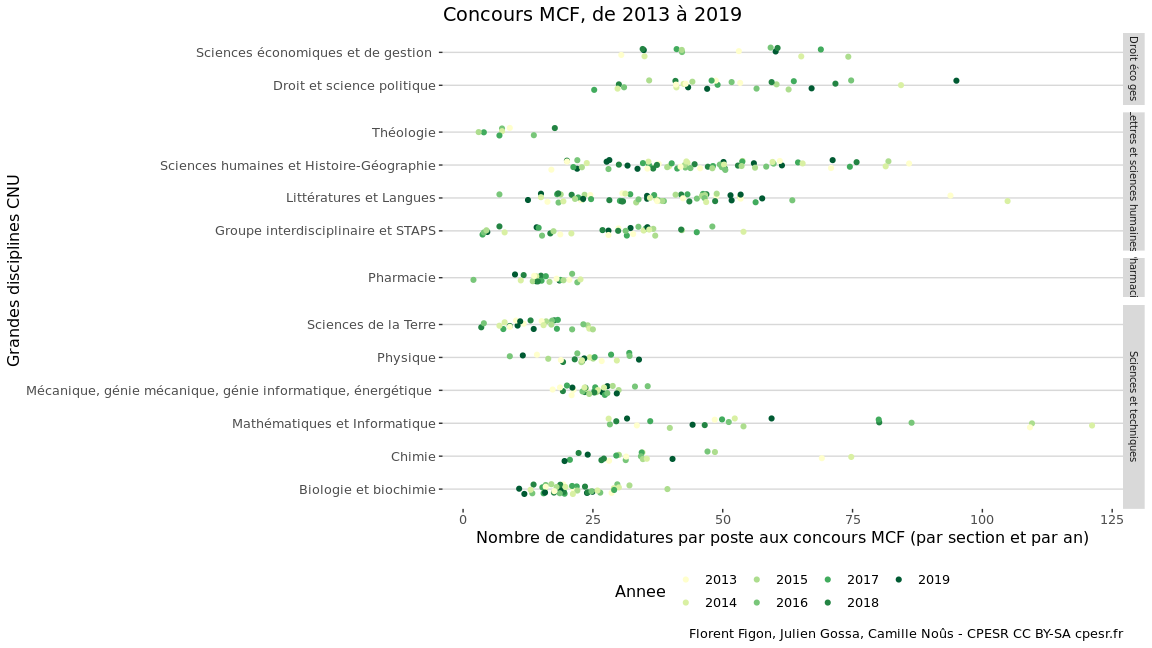 Concours MCF, de 2013 à 2019
Grandes disciplines CNU
Sciences économiques et de gestion
Droit et science politique
Droit éco ges
Théologie
Sciences humaines et Histoire-Géographie
Littératures et Langues
Groupe interdisciplinaire et STAPS
et sciences humaines
Pharmacie
Sciences de la Terre
Physique
Mécanique, génie mécanique, génie informatique, énergétique
Mathématiques et Informatique
Chimie
Biologie et biochimie
Sciences et techniques
0 25 50 75 100 125
Nombre de candidatures par poste aux concours MCF (par section et par an)
Annee
2013 2015 2017 2019
2014 2016 2018
Florent Figon, Julien Gossa, Camille Noûs - CPESR CC BY-SA cpesr.fr